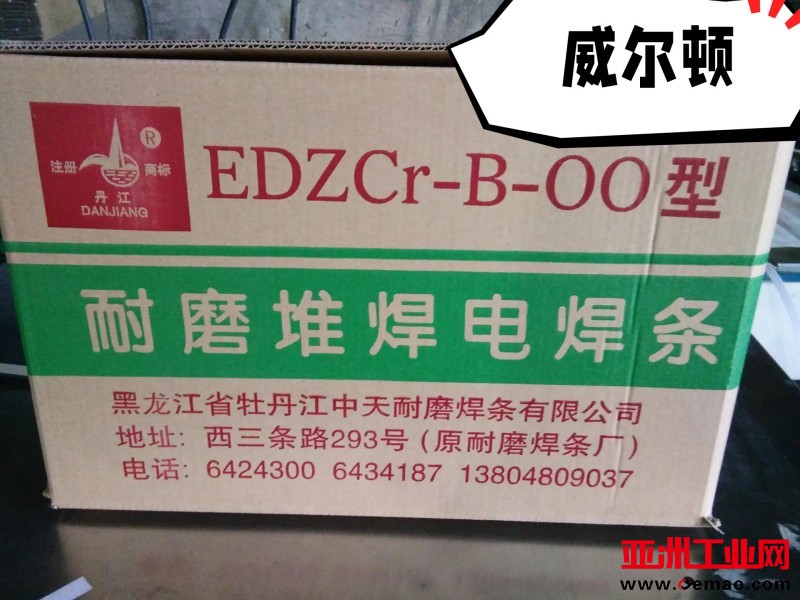 威尔顿
注册 商标
®
丹江
DANJIANG
EDZCr-B-OO型
耐磨堆焊电焊条
黑龙江省牡丹江中天耐磨焊条有限公司
地址: 西三条路293号 (原耐磨焊条厂)
电话: 6424300 6434187 13804809037
亚洲工业网
www.oemao.com